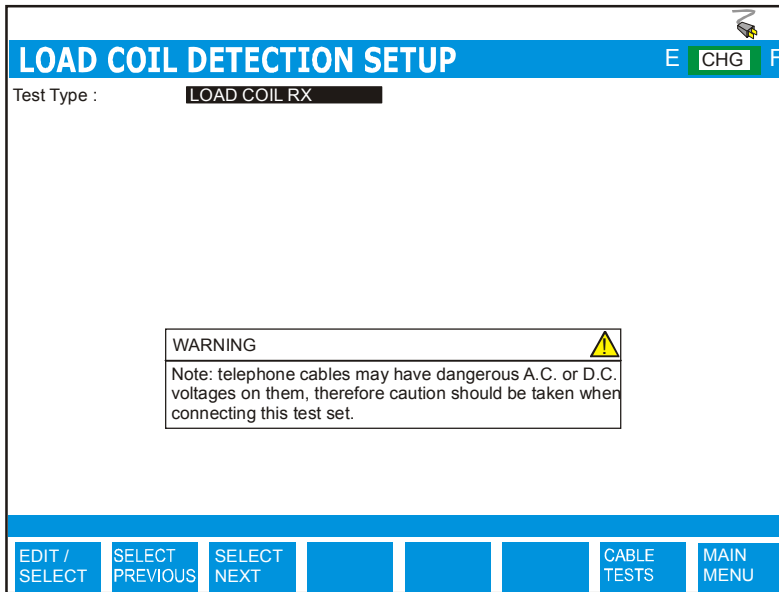 LOAD COIL DETECTION SETUP E CHG F
Test Type : LOAD COIL RX
WARNING
Note: telephone cables may have dangerous A.C. or D.C.
voltages on them, therefore caution should be taken when
connecting this test set.
EDIT / SELECT SELECT CABLE MAIN
SELECT PREVIOUS NEXT TESTS MENU